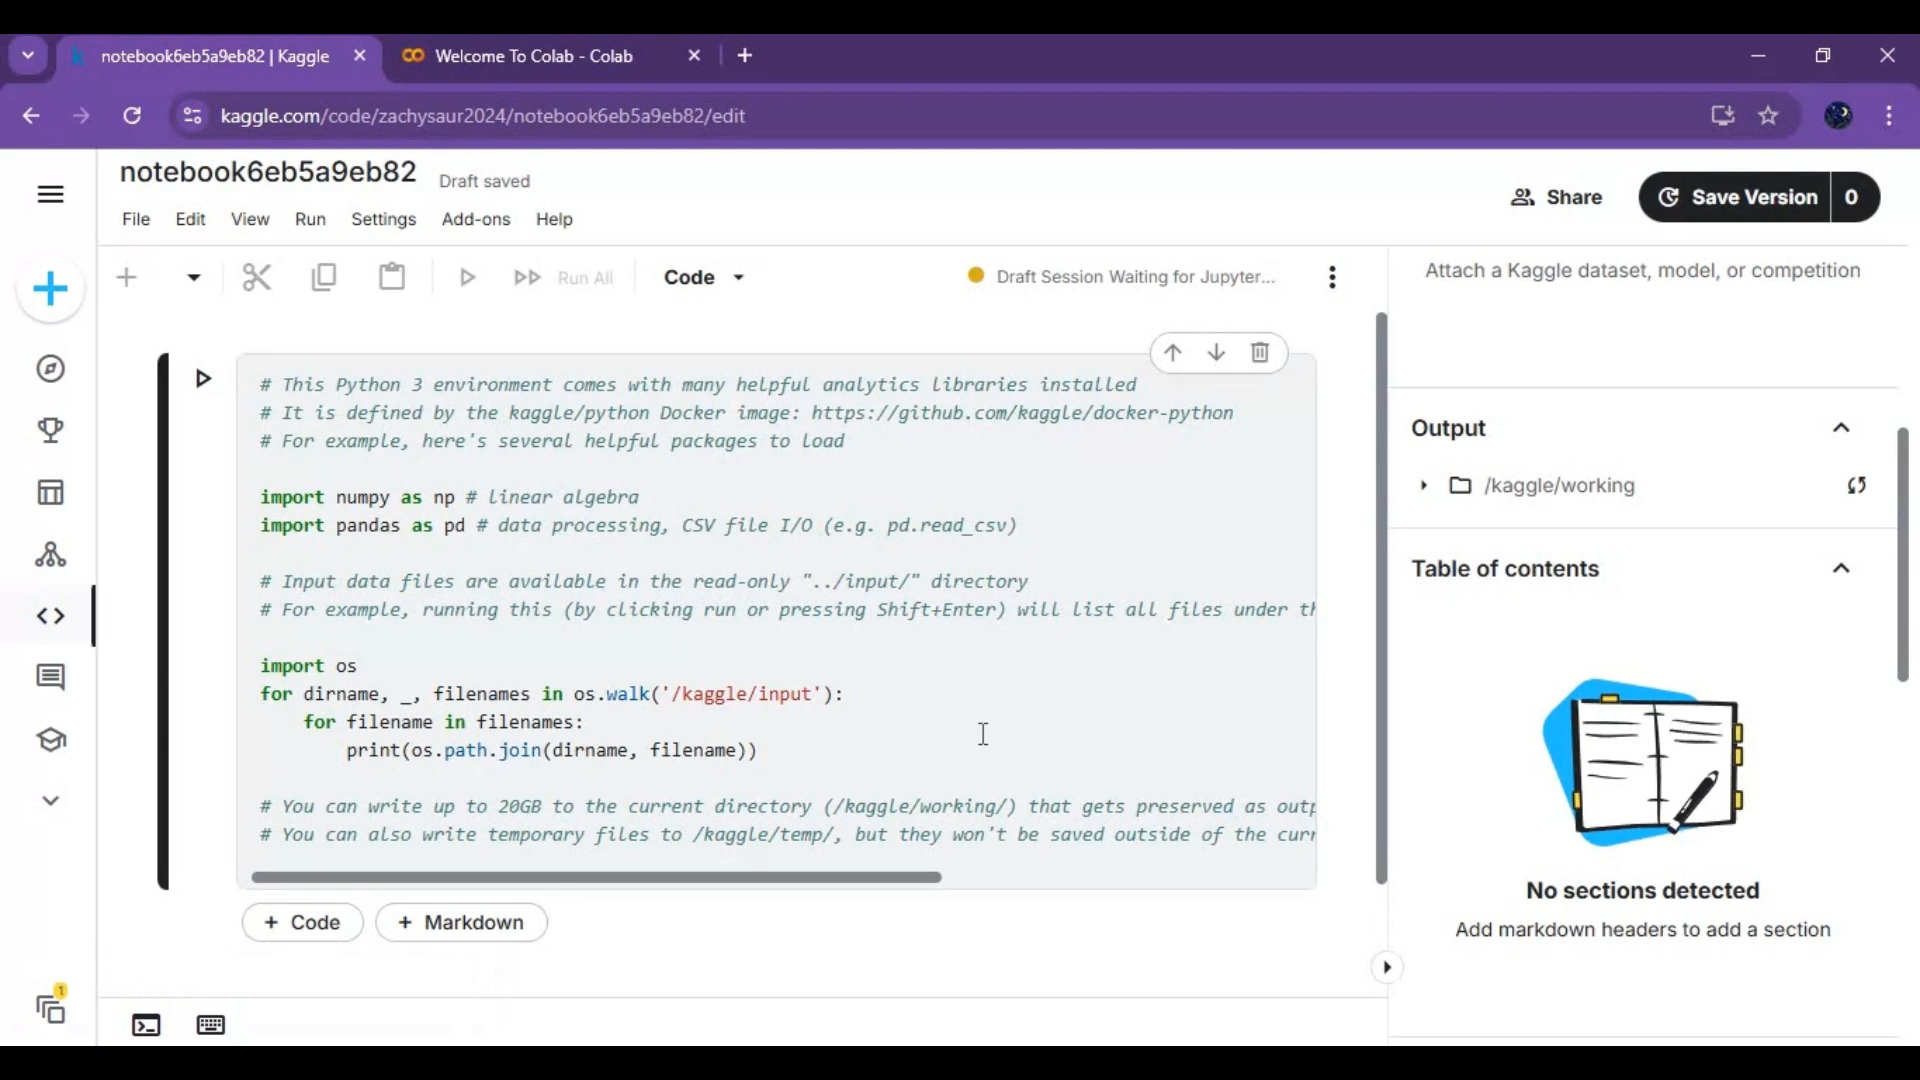 notebook6eb5a9eb82 | Kaggle
Welcome To Colab - Colab
kaggle.com/code/zachysaur2024/notebook6eb5a9eb82/edit
notebook6eb5a9eb82 Draft saved
File Edit View Run Settings Add-ons Help
Share
Save Version 0
Run All Code Draft Session Waiting for Jupyter...
Attach a Kaggle dataset, model, or competition
# This Python 3 environment comes with many helpful analytics libraries installed
# It is defined by the kaggle/python Docker image: https://github.com/kaggle/docker-python
# For example, here's several helpful packages to load
import numpy as np # linear algebra
import pandas as pd # data processing, CSV file I/O (e.g. pd.read_csv)
# Input data files are available in the read-only "../input/" directory
# For example, running this (by clicking run or pressing Shift+Enter) will list all files under th
import os
for dirname, _, filenames in os.walk('/kaggle/input'):
    for filename in filenames:
        print(os.path.join(dirname, filename))
# You can write up to 20GB to the current directory (/kaggle/working/) that gets preserved as outp
# You can also write temporary files to /kaggle/temp/, but they won't be saved outside of the curr
+ Code + Markdown
Output
/kaggle/working
Table of contents
No sections detected
Add markdown headers to add a section
1